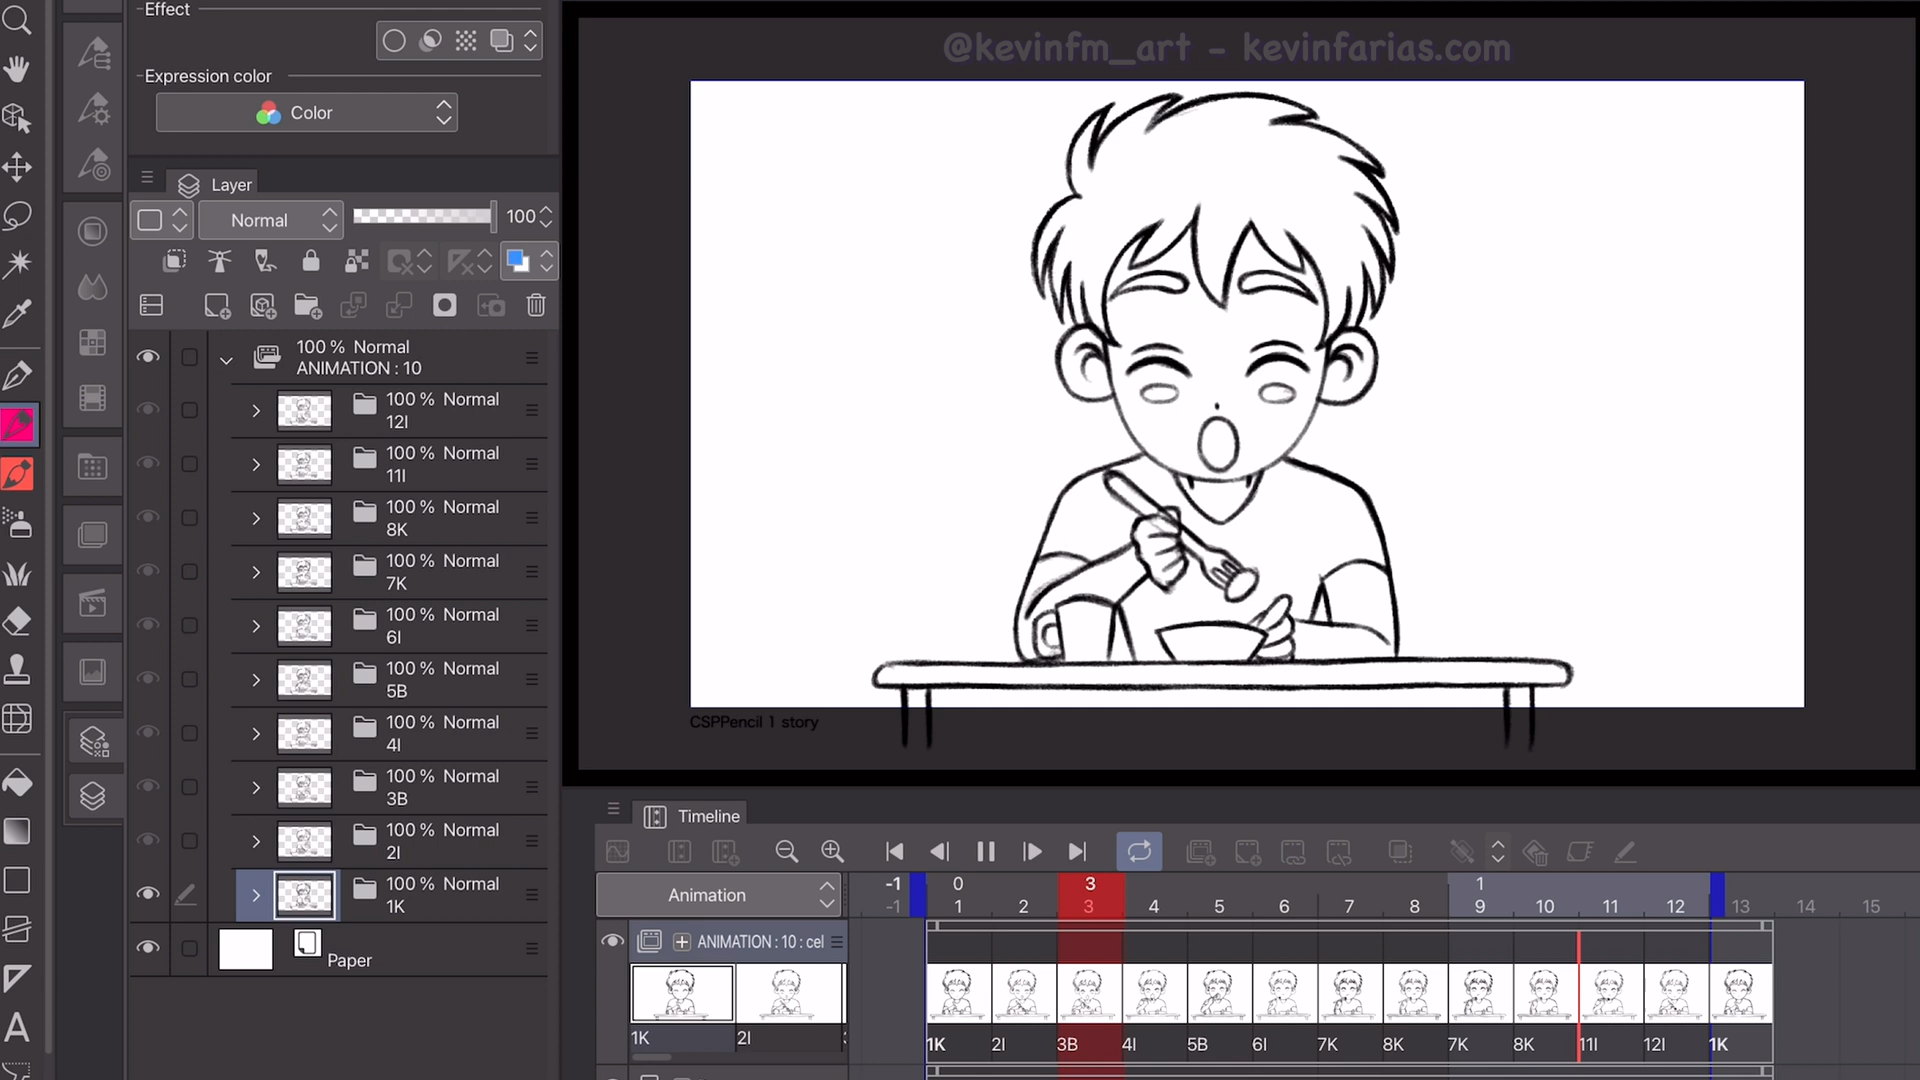 Effect
Expression color
Color
Layer
Normal
100
100 % Normal
ANIMATION : 10
100 % Normal
12I
100 % Normal
11I
100 % Normal
8K
100 % Normal
7K
100 % Normal
6I
100 % Normal
5B
100 % Normal
4I
100 % Normal
3B
100 % Normal
2I
100 % Normal
1K
Paper
@kevinfm_art - kevinfarias.com
CSPPencil 1 story
Timeline
Animation
-1 0 3 1
-1 1 2 3 4 5 6 7 8 9 10 11 12 13 14 15
ANIMATION : 10 : cel
1K 2I
1K 2I 3B 4I 5B 6I 7K 8K 7K 8K 11I 12I 1K